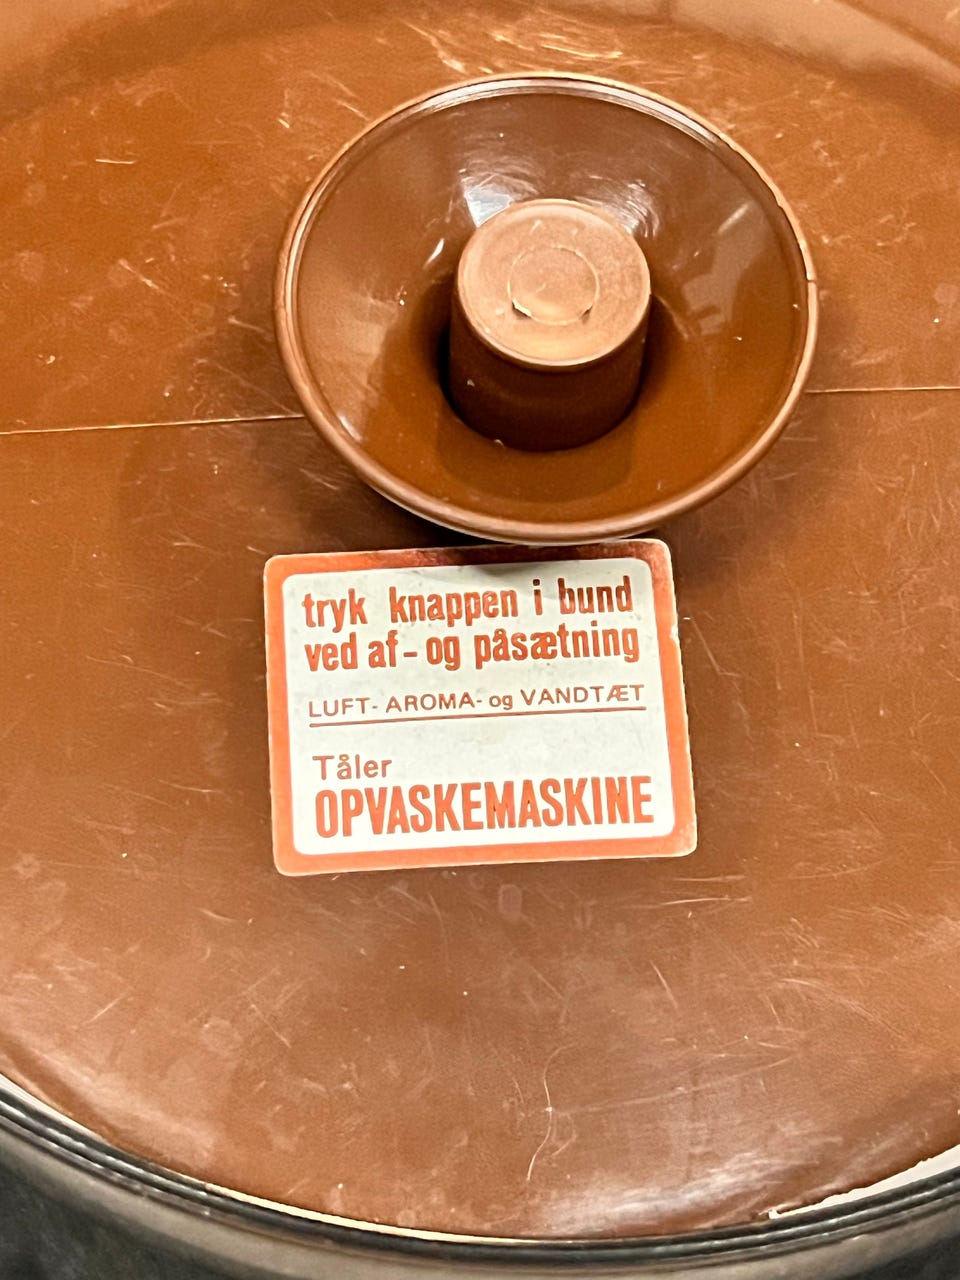 tryk knappen i bund
ved af- og påsætning
LUFT- AROMA- og VANDTÆT
Tåler
OPVASKEMASKINE